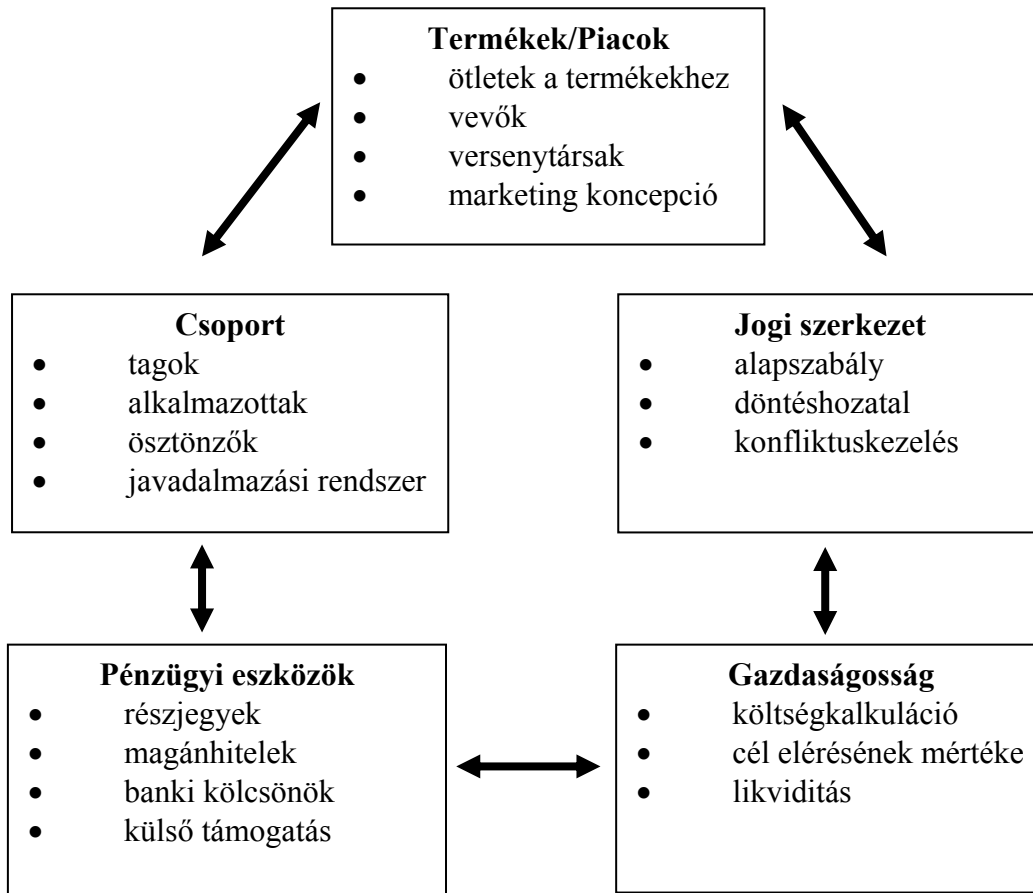 Termékek/Piacok
• ötletek a termékekhez
• vevők
• versenytársak
• marketing koncepció
Csoport
• tagok
• alkalmazottak
• ösztönzők
• javadalmazási rendszer
Jogi szerkezet
• alapszabály
• döntéshozatal
• konfliktuskezelés
Pénzügyi eszközök
• részjegyek
• magánhitelek
• banki kölcsönök
• külső támogatás
Gazdaságosság
• költségkalkuláció
• cél elérésének mértéke
• likviditás